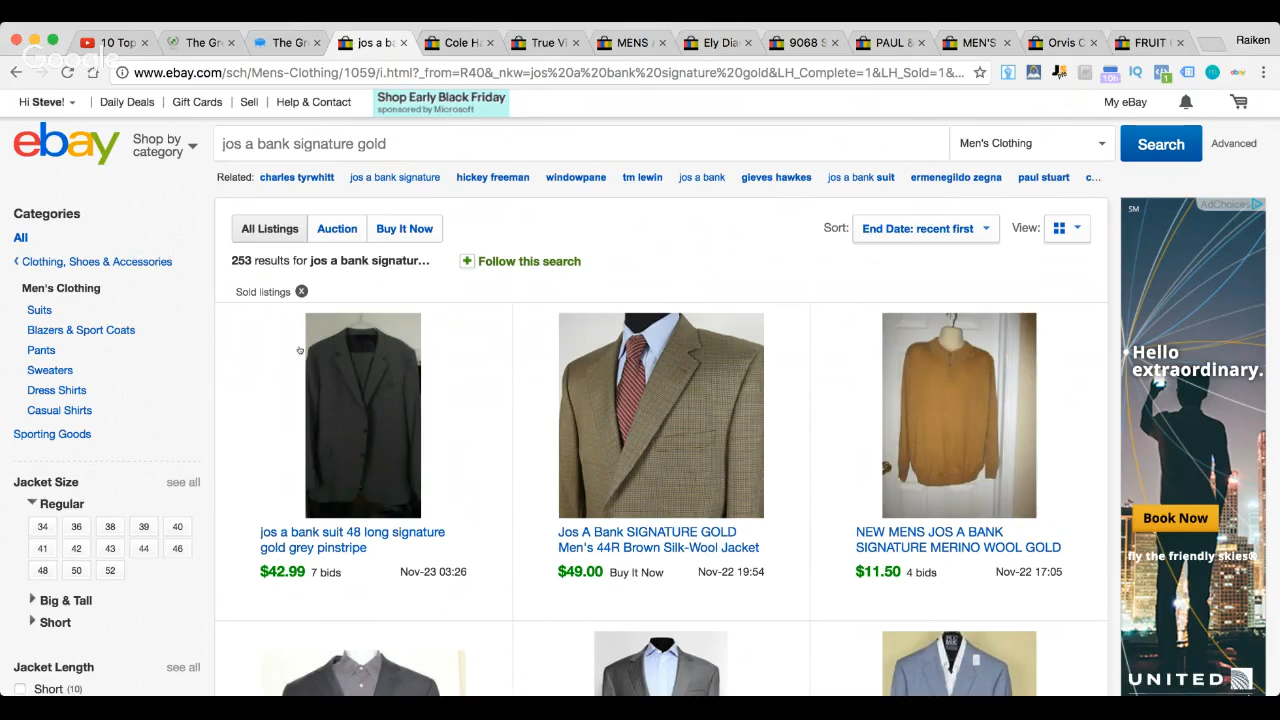 10 Top
The Gr
The Gr
jos a b
Cole H
True Vi
MENS
Ely Dia
9068 S
PAUL &
MEN'S
Orvis C
FRUIT
Raiken
Google
www.ebay.com/sch/Mens-Clothing/1059/i.html?_from=R40&_nkw=jos%20a%20bank%20signature%20gold&LH_Complete=1&LH_Sold=1&...
10h
IQ
1
ebay
Hi Steve!
Daily Deals
Gift Cards
Sell
Help & Contact
Shop Early Black Friday
sponsored by Microsoft
My eBay
ebay
Shop by
category
jos a bank signature gold
Men's Clothing
Search
Advanced
Related: charles tyrwhitt jos a bank signature hickey freeman windowpane tm lewin jos a bank gieves hawkes jos a bank suit ermenegildo zegna paul stuart c...
Categories
All
Clothing, Shoes & Accessories
Men's Clothing
Suits
Blazers & Sport Coats
Pants
Sweaters
Dress Shirts
Casual Shirts
Sporting Goods
Jacket Size see all
Regular
34 36 38 39 40
41 42 43 44 46
48 50 52
Big & Tall
Short
Jacket Length see all
Short (10)
All Listings Auction Buy It Now
Sort: End Date: recent first View:
253 results for jos a bank signatur...
Follow this search
Sold listings
jos a bank suit 48 long signature
gold grey pinstripe
$42.99 7 bids Nov-23 03:26
Jos A Bank SIGNATURE GOLD
Men's 44R Brown Silk-Wool Jacket
$49.00 Buy It Now Nov-22 19:54
NEW MENS JOS A BANK
SIGNATURE MERINO WOOL GOLD
$11.50 4 bids Nov-22 17:05
SM
AdChoices
Hello
extraordinary.
Book Now
fly the friendly skies
UNITED